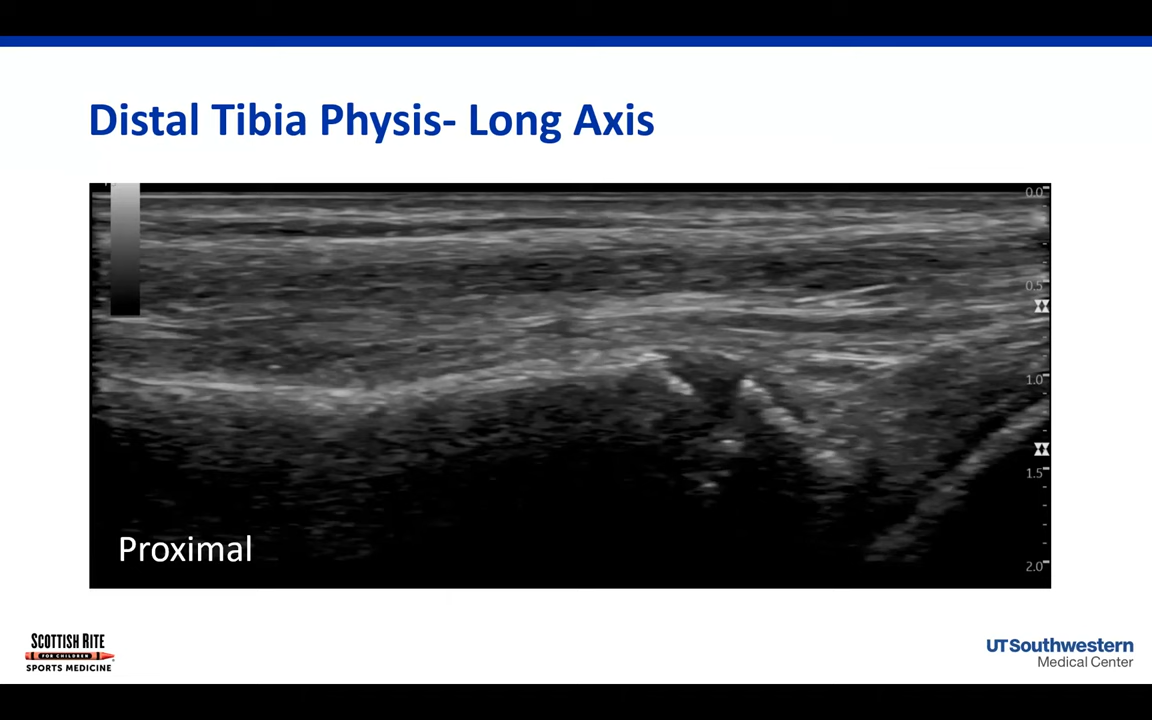 Distal Tibia Physis- Long Axis
0.0
0.5
1.0
1.5
2.0
Proximal
SCOTTISH RITE
FOR CHILDREN
SPORTS MEDICINE
UTSouthwestern
Medical Center